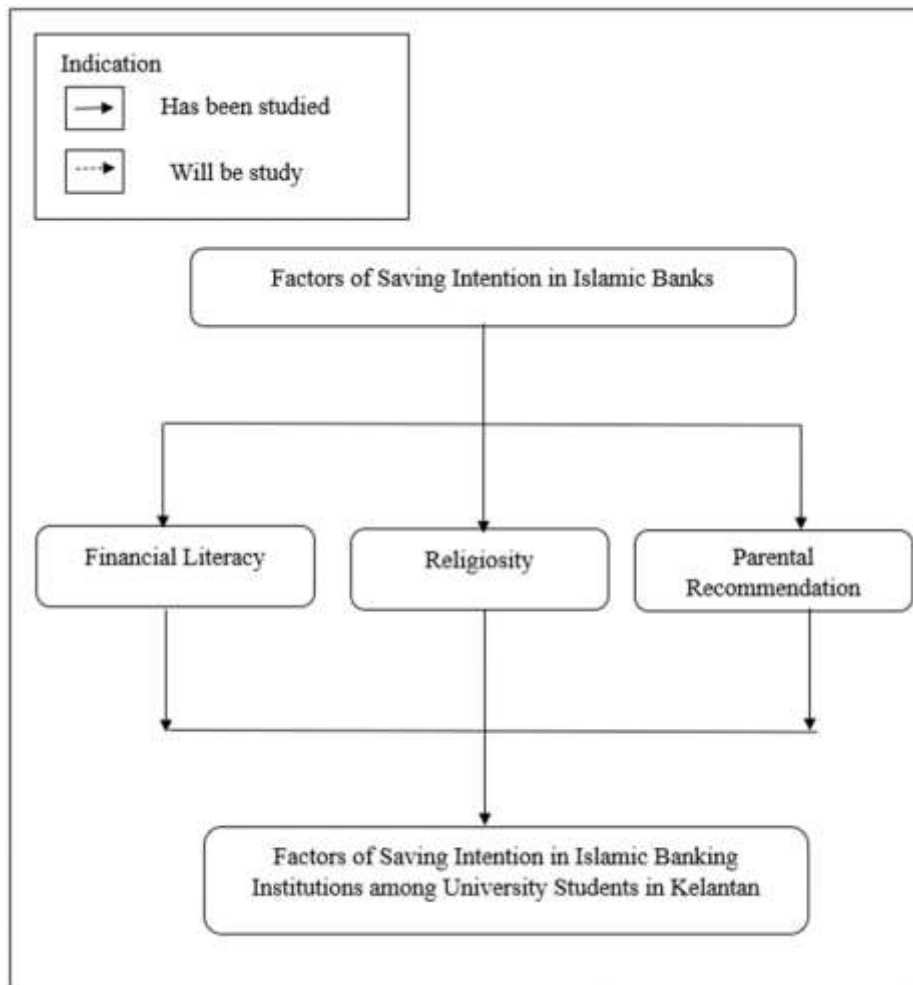 Indication
Has been studied
Will be study
Factors of Saving Intention in Islamic Banks
Financial Literacy
Religiosity
Parental
Recommendation
Factors of Saving Intention in Islamic Banking
Institutions among University Students in Kelantan